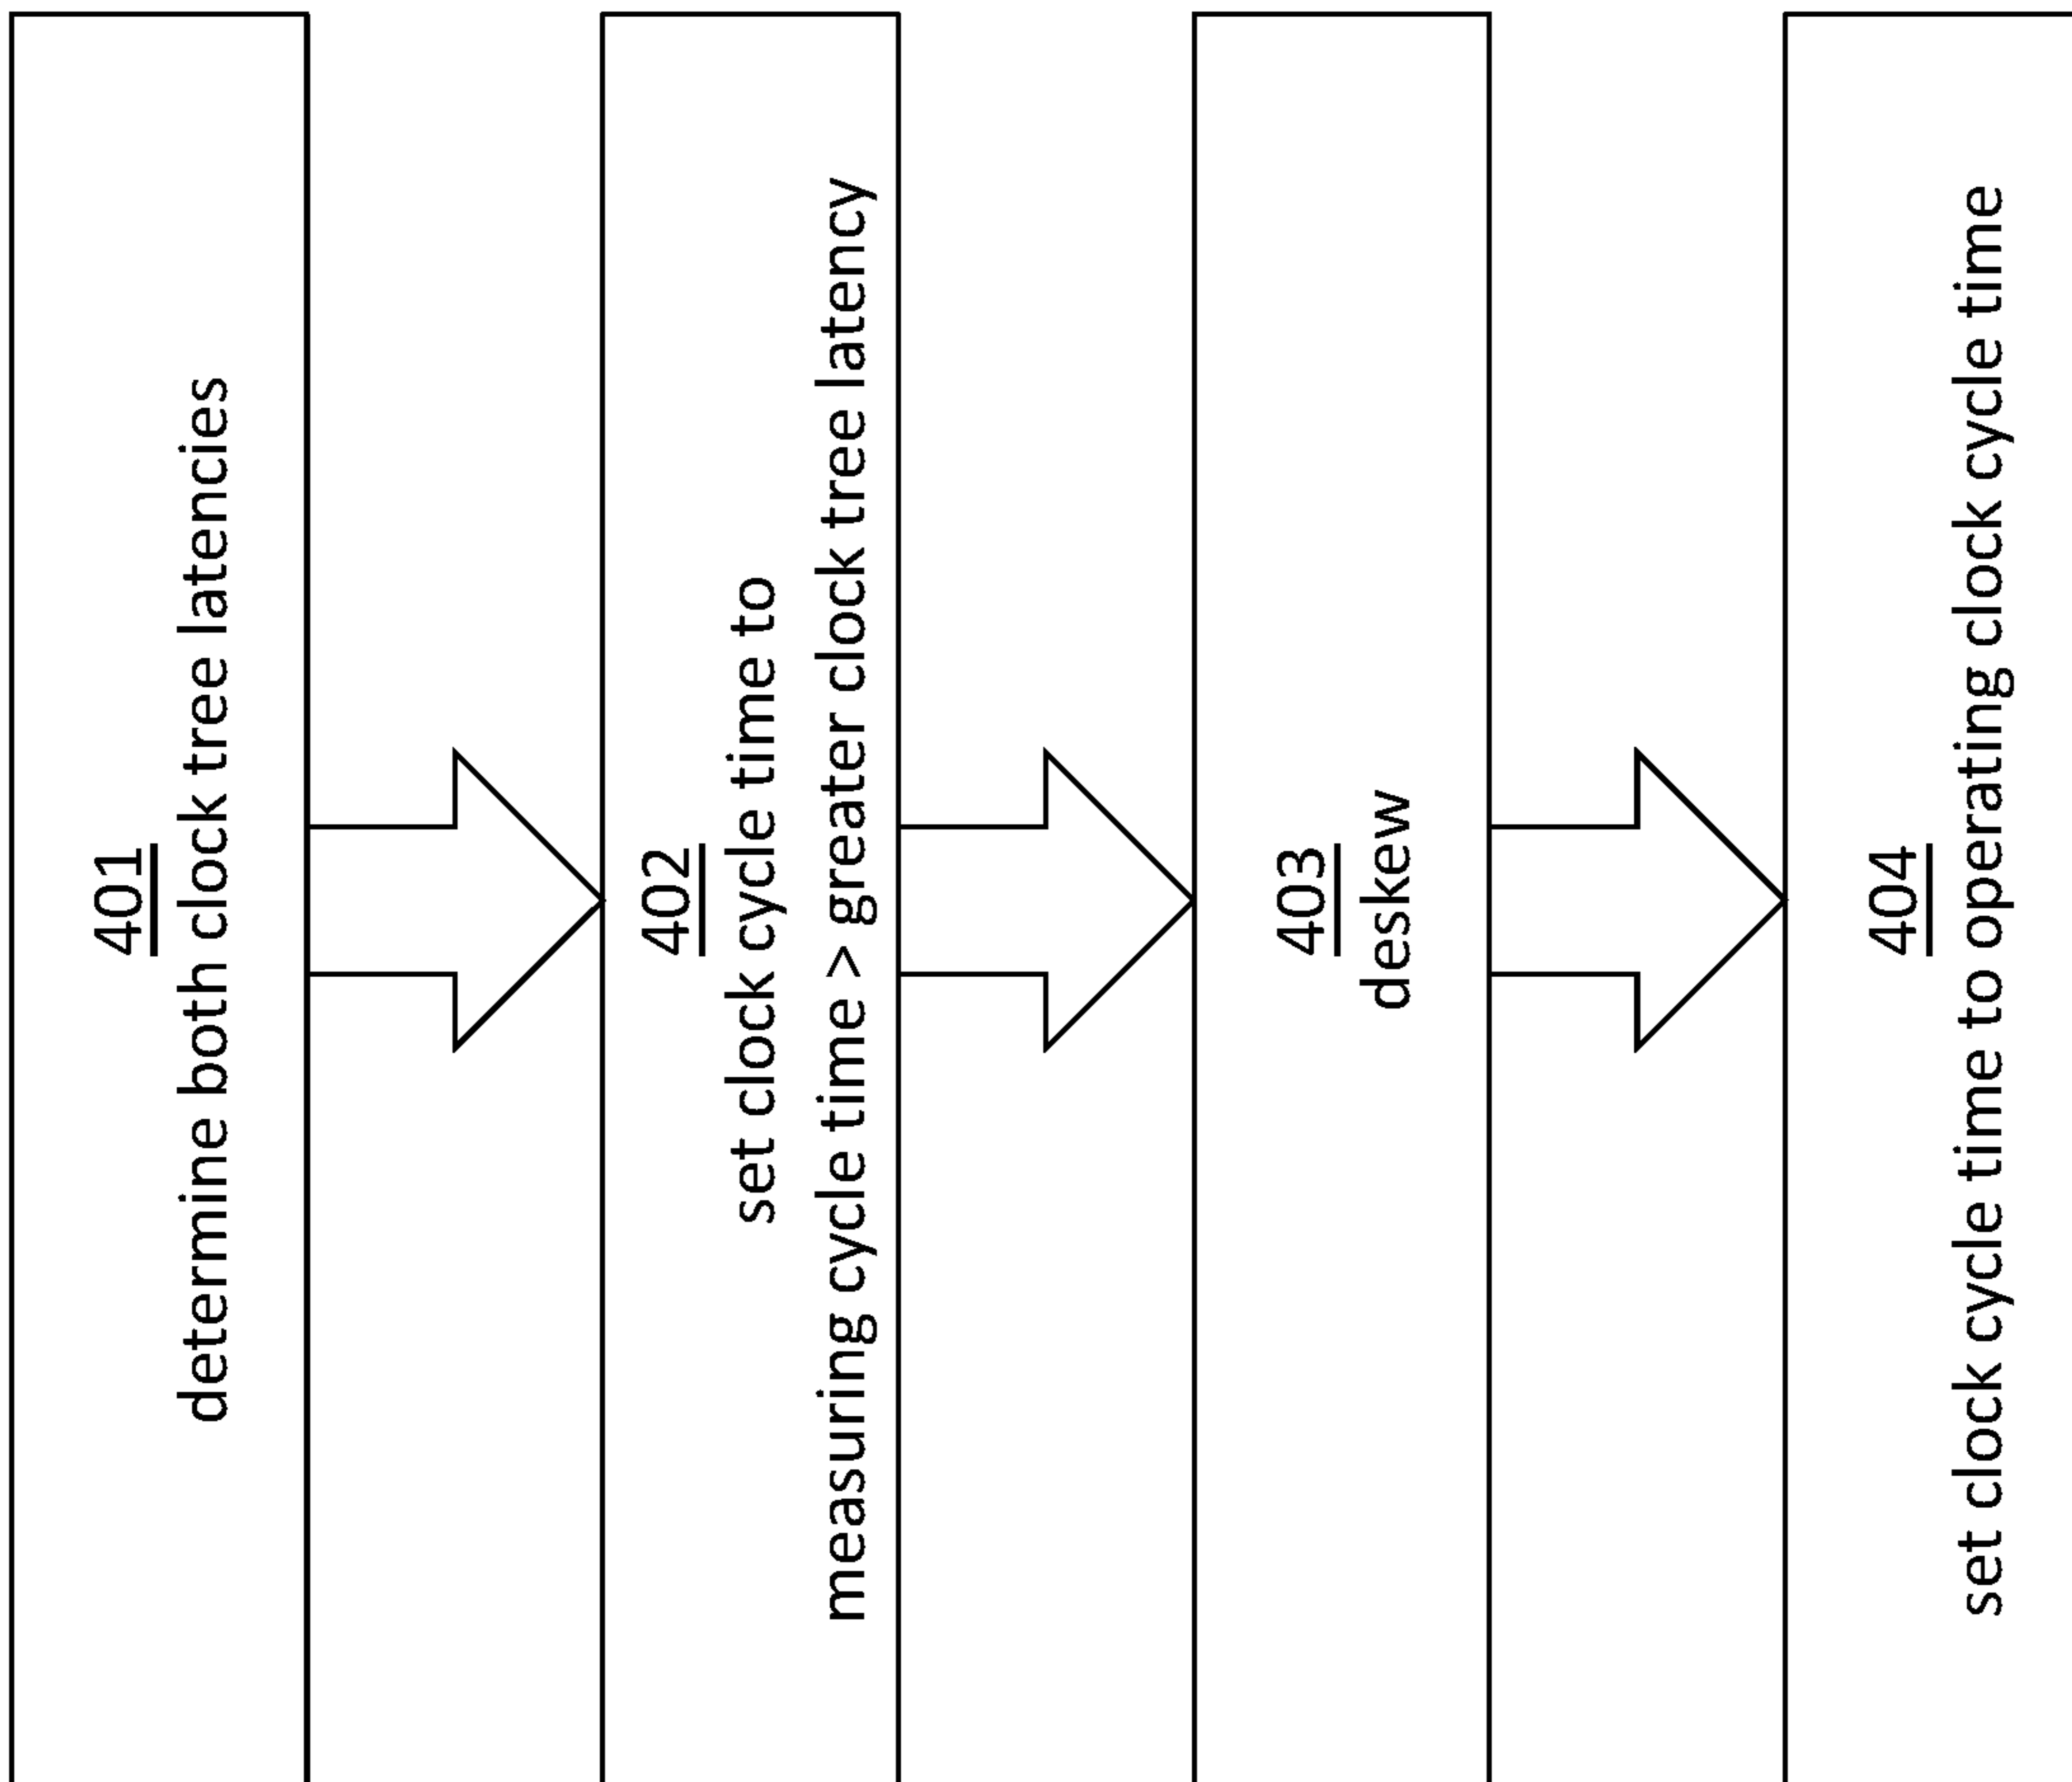 401
determine both clock tree latencies
402
set clock cycle time to
measuring cycle time > greater clock tree latency
403
deskew
404
set clock cycle time to operating clock cycle time